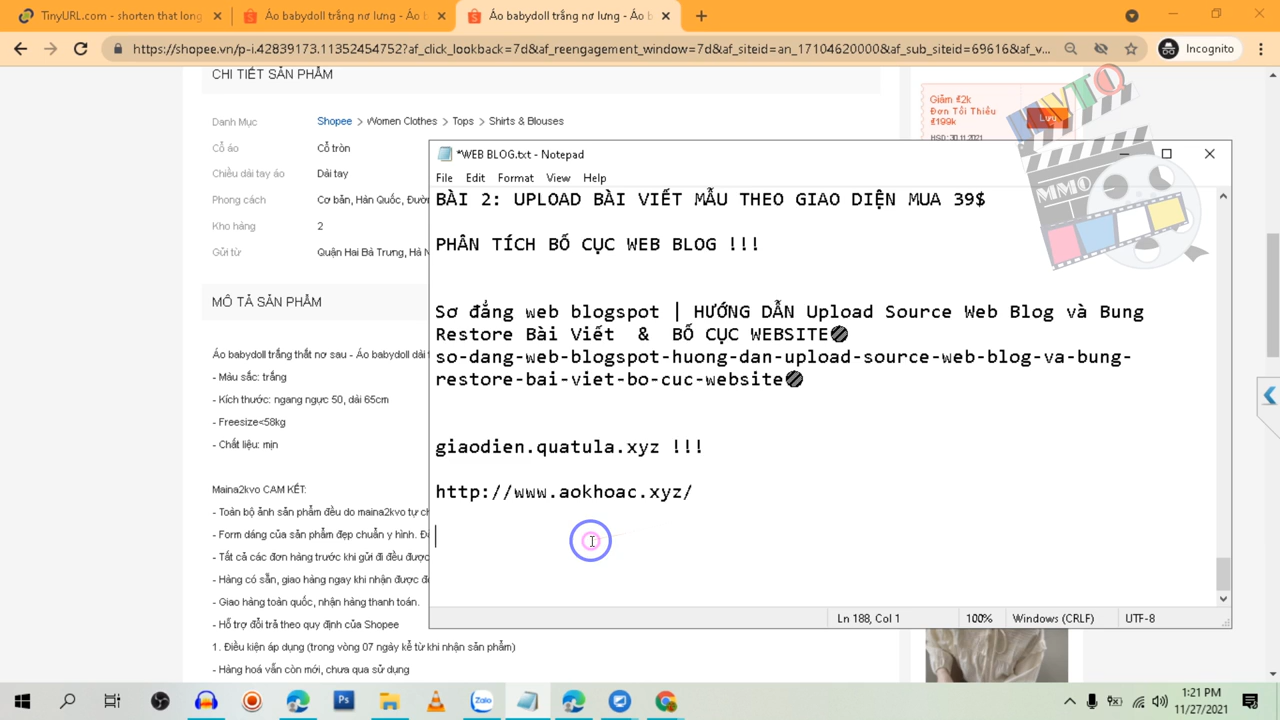 TinyURL.com - shorten that long
Áo babydoll trắng nơ lưng - Áo b
Áo babydoll trắng nơ lưng - Áo b
https://shopee.vn/p-i.42839173.11352454752?af_click_lookback=7d&af_reengagement_window=7d&af_siteid=an_17104620000&af_sub_siteid=69616&af_v...
Incognito
CHI TIẾT SẢN PHẨM
Danh Mục
Shopee > Women Clothes > Tops > Shirts & Blouses
Cổ áo
Cổ tròn
Chiều dài tay áo
Dài tay
Phong cách
Cơ bản, Hàn Quốc, Đườn
Kho hàng
2
Gửi từ
Quận Hai Bà Trưng, Hà N
MÔ TẢ SẢN PHẨM
Áo babydoll trắng thắt nơ sau - Áo babydoll dài t
- Màu sắc: trắng
- Kích thước: ngang ngực 50, dài 65cm
- Freesize<58kg
- Chất liệu: mịn
Maina2kvo CAM KẾT:
- Toàn bộ ảnh sản phẩm đều do maina2kvo tự ch
- Form dáng của sản phẩm đẹp chuẩn y hình. Đả
- Tất cả các đơn hàng trước khi gửi đi đều được
- Hàng có sẵn, giao hàng ngay khi nhận được đ
- Giao hàng toàn quốc, nhận hàng thanh toán.
- Hỗ trợ đổi trả theo quy định của Shopee
1. Điều kiện áp dụng (trong vòng 07 ngày kể từ khi nhận sản phẩm)
- Hàng hoá vẫn còn mới, chưa qua sử dụng
Giảm ₫2k
Đơn Tối Thiểu
₫199k
HSD: 30.11.2021
Lưu
AVTO
MMO
*WEB BLOG.txt - Notepad
File Edit Format View Help
BÀI 2: UPLOAD BÀI VIẾT MẪU THEO GIAO DIỆN MUA 39$
PHÂN TÍCH BỐ CỤC WEB BLOG !!!
Sơ đẳng web blogspot | HƯỚNG DẪN Upload Source Web Blog và Bung
Restore Bài Viết & BỐ CỤC WEBSITE
so-dang-web-blogspot-huong-dan-upload-source-web-blog-va-bung-
restore-bai-viet-bo-cuc-website
giaodien.quatula.xyz !!!
http://www.aokhoac.xyz/
Ln 188, Col 1
100%
Windows (CRLF)
UTF-8
Ps
Zalo
1:21 PM
11/27/2021